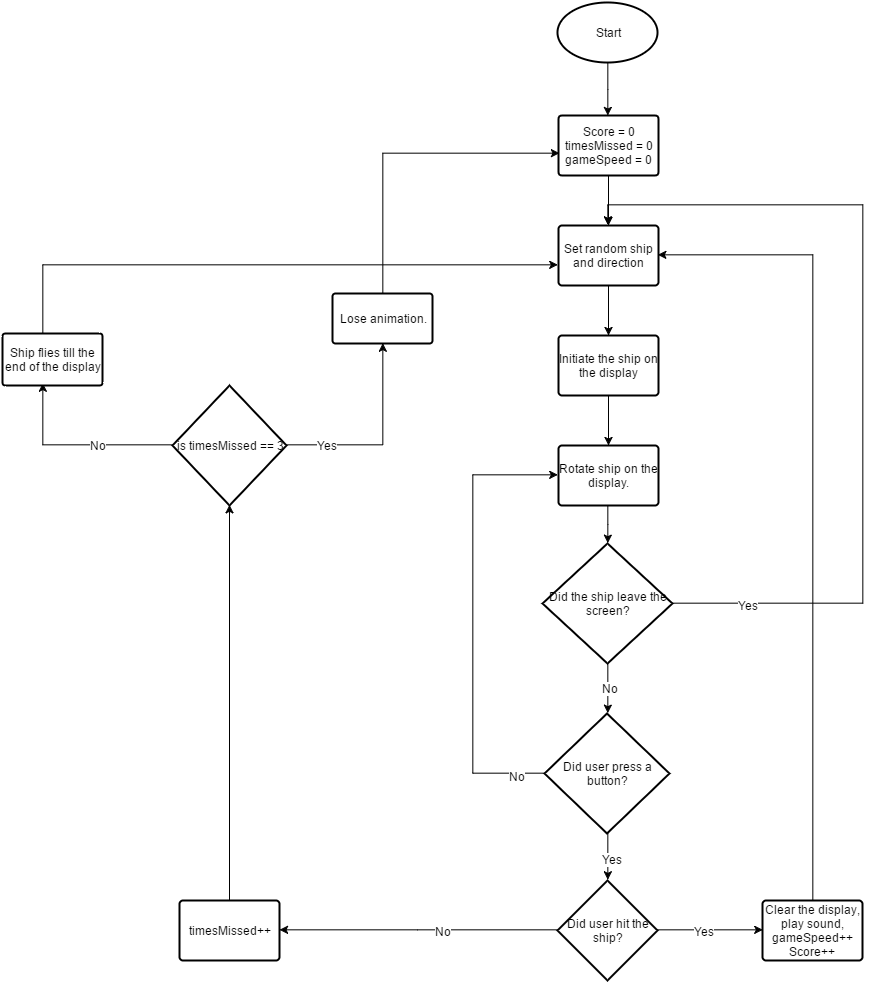 Start
Score = 0
timesMissed = 0
gameSpeed = 0
Set random ship
and direction
Lose animation.
Ship flies till the
end of the display
Initiate the ship on
the display
is timesMissed == 3
No
Yes
Rotate ship on the
display.
Did the ship leave the
screen?
Yes
No
Did user press a
button?
No
Yes
Did user hit the
ship?
No
Yes
timesMissed++
Clear the display,
play sound,
gameSpeed++
Score++